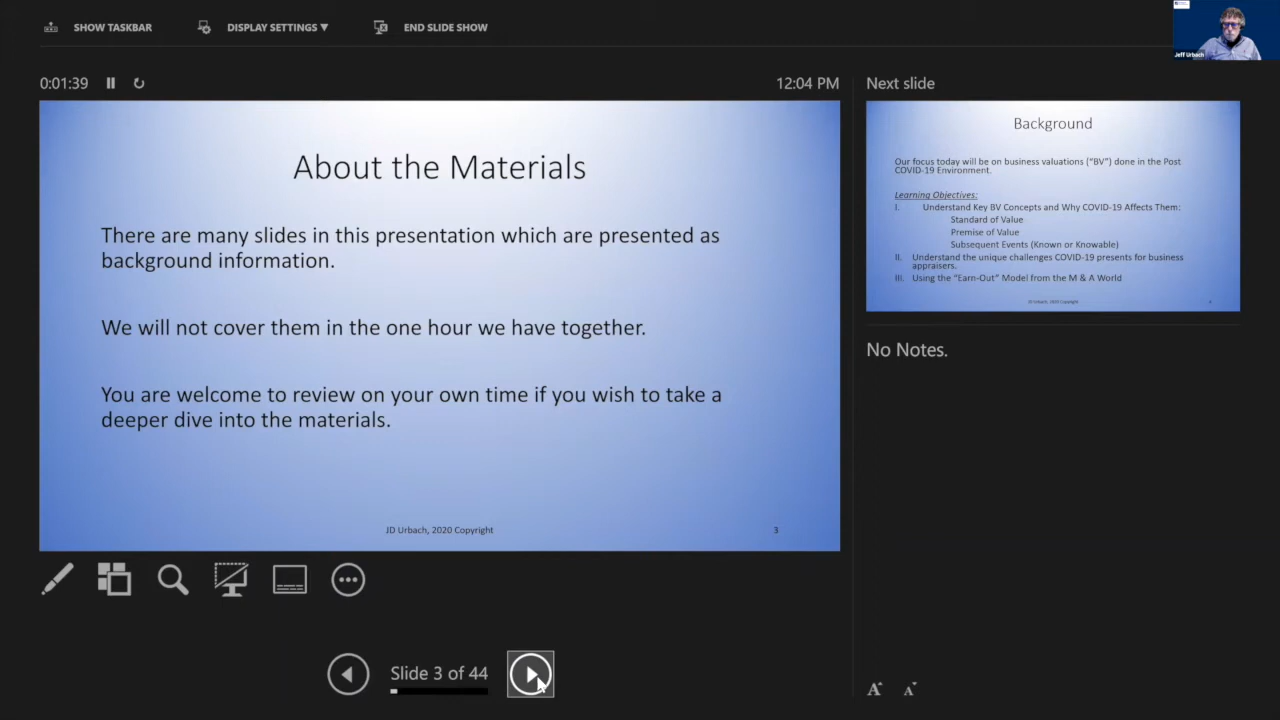 SHOW TASKBAR
DISPLAY SETTINGS ▼
END SLIDE SHOW
Jeff Urbach
0:01:39
12:04 PM
Next slide
About the Materials
There are many slides in this presentation which are presented as
background information.
We will not cover them in the one hour we have together.
You are welcome to review on your own time if you wish to take a
deeper dive into the materials.
JD Urbach, 2020 Copyright
3
Background
Our focus today will be on business valuations (“BV”) done in the Post
COVID-19 Environment.
Learning Objectives:
I. Understand Key BV Concepts and Why COVID-19 Affects Them:
Standard of Value
Premise of Value
Subsequent Events (Known or Knowable)
II. Understand the unique challenges COVID-19 presents for business
appraisers.
III. Using the “Earn-Out” Model from the M & A World
JD Urbach, 2020 Copyright
No Notes.
Slide 3 of 44
A A